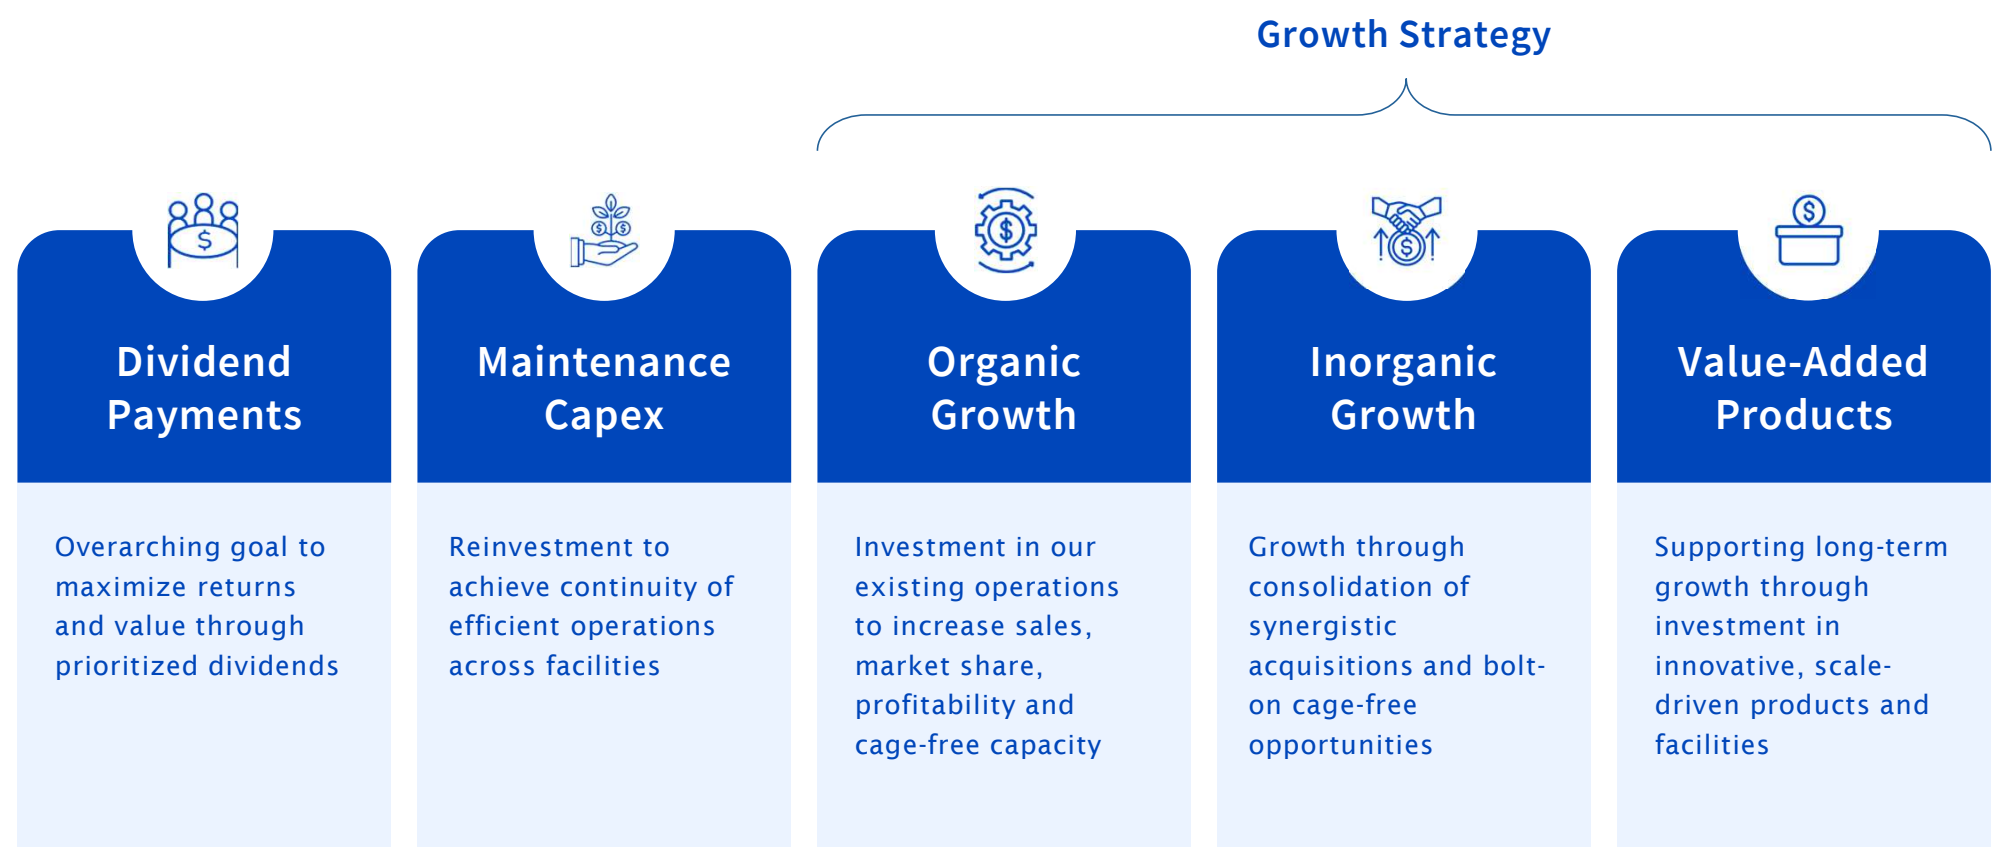 Growth Strategy
Dividend
Payments
Overarching goal to
maximize returns
and value through
prioritized dividends
Maintenance
Capex
Reinvestment to
achieve continuity of
efficient operations
across facilities
Organic
Growth
Investment in our
existing operations
to increase sales,
market share,
profitability and
cage-free capacity
Inorganic
Growth
Growth through
consolidation of
synergistic
acquisitions and bolt-
on cage-free
opportunities
Value-Added
Products
Supporting long-term
growth through
investment in
innovative, scale-
driven products and
facilities